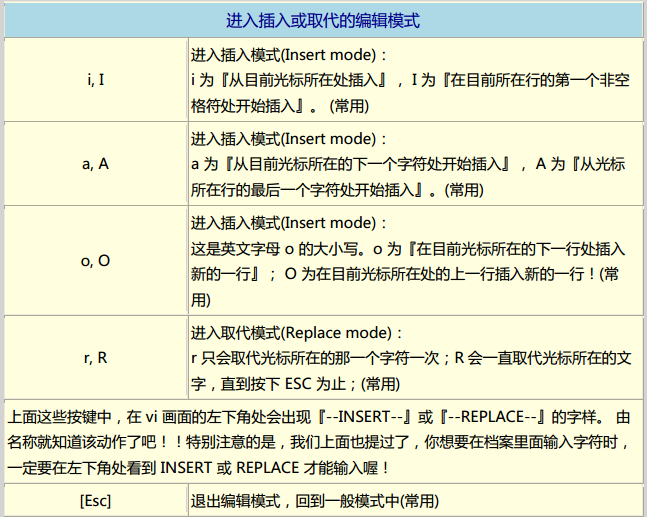 进入插入或取代的编辑模式
i, I
进入插入模式(Insert mode)：
i 为『从目前光标所在处插入』， I 为『在目前所在行的第一个非空
格符处开始插入』。 (常用)
a, A
进入插入模式(Insert mode)：
a 为『从目前光标所在的下一个字符处开始插入』， A 为『从光标
所在行的最后一个字符处开始插入』。(常用)
o, O
进入插入模式(Insert mode)：
这是英文字母 o 的大小写。o 为『在目前光标所在的下一行处插入
新的一行』； O 为在目前光标所在处的上一行插入新的一行！(常
用)
r, R
进入取代模式(Replace mode)：
r 只会取代光标所在的那一个字符一次；R 会一直取代光标所在的文
字，直到按下 ESC 为止；(常用)
上面这些按键中，在 vi 画面的左下角处会出现『--INSERT--』或『--REPLACE--』的字样。 由
名称就知道该动作了吧！！特别注意的是，我们上面也提过了，你想要在档案里面输入字符时，
一定要在左下角处看到 INSERT 或 REPLACE 才能输入喔！
[Esc]
退出编辑模式，回到一般模式中(常用)